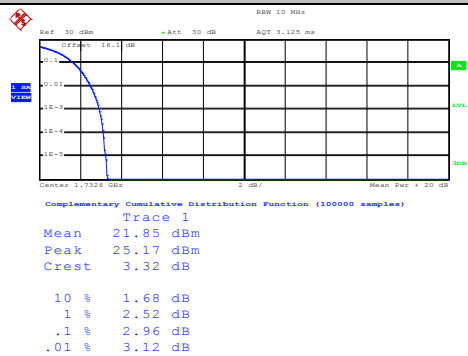 RBW 10 MHz
Ref 30 dBm *Att 30 dB AQT 3.125 ms
Offset 16.1 dB
0.1
A
0.01
1 SA
VIEW
1E-3
LVL
1E-4
1E-5
3DB
Center 1.7326 GHz 2 dB/ Mean Pwr + 20 dB
Complementary Cumulative Distribution Function (100000 samples)
Trace 1
Mean 21.85 dBm
Peak 25.17 dBm
Crest 3.32 dB
10 % 1.68 dB
1 % 2.52 dB
.1 % 2.96 dB
.01 % 3.12 dB